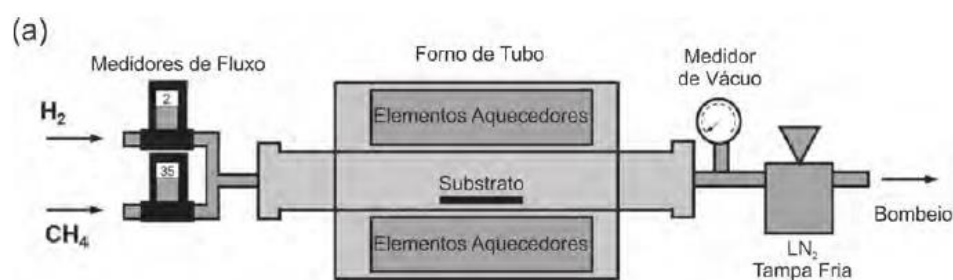 (a)
Medidores de Fluxo
Forno de Tubo
Medidor
de Vácuo
H₂
2
Elementos Aquecedores
35
Substrato
CH₄
Elementos Aquecedores
Bombeio
LN₂
Tampa Fria